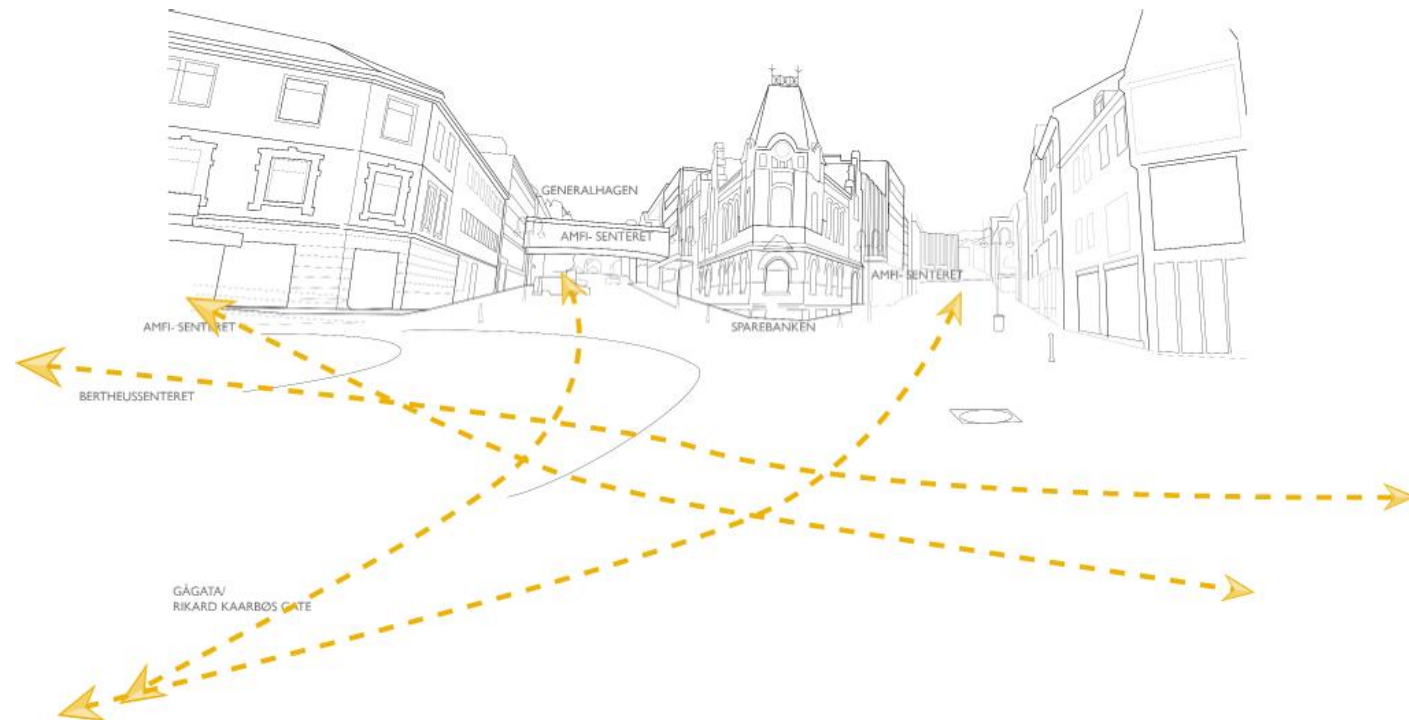 GENERALHAGEN
AMFI- SENTERET
AMFI- SENTERET
AMFI- SENTERET
SPAREBANKEN
BERTHEUSSENTERET
GÅGATA/
RIKARD KAARBØS GATE